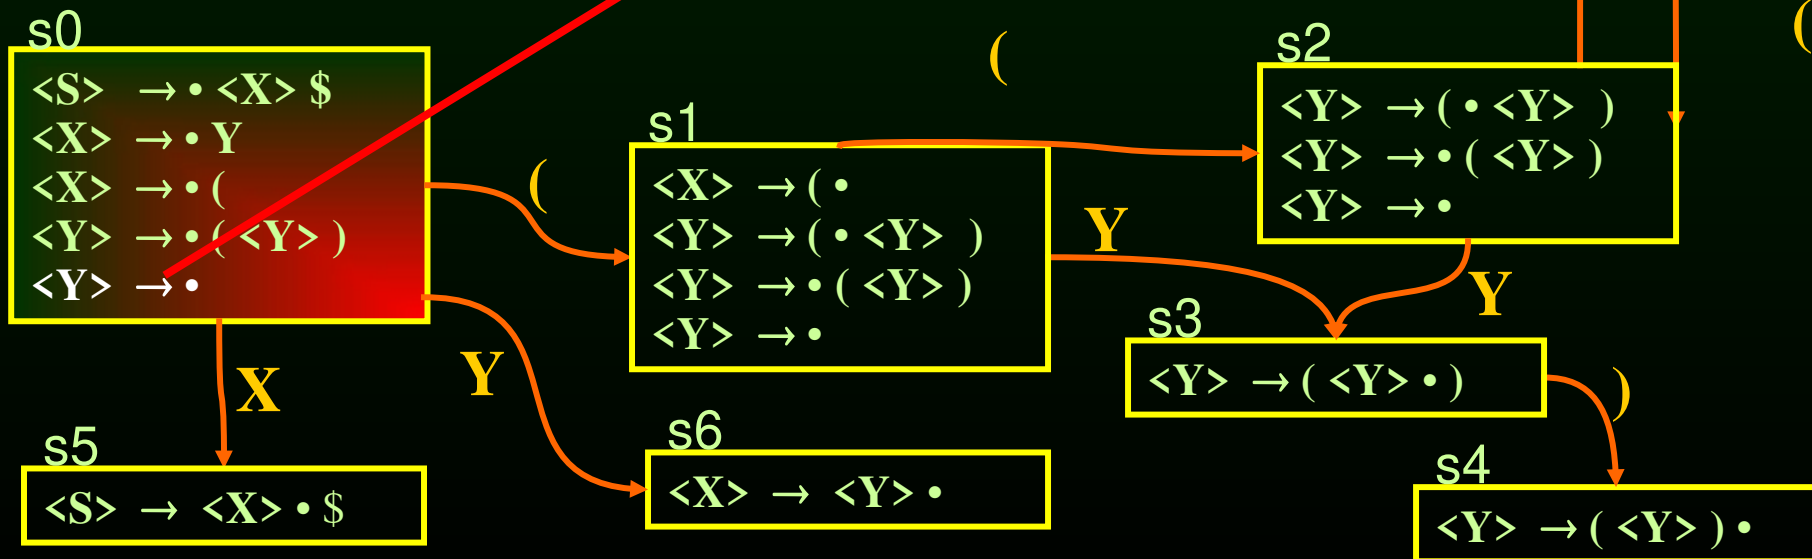 s0
<S> → • <X> $
<X> → • Y
<X> → • (
<Y> → • ( <Y> )
<Y> → •
(
s1
<X> → ( •
<Y> → ( • <Y> )
<Y> → • ( <Y> )
<Y> → •
(
s2
<Y> → ( • <Y> )
<Y> → • ( <Y> )
<Y> → •
(
Y
Y
s3
<Y> → ( <Y> • )
)
s4
<Y> → ( <Y> ) •
X
Y
s5
<S> → <X> • $
s6
<X> → <Y> •